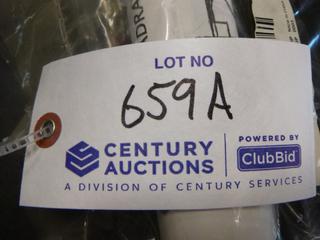 LOT NO
659A
CENTURY AUCTIONS
POWERED BY
ClubBid
A DIVISION OF CENTURY SERVICES